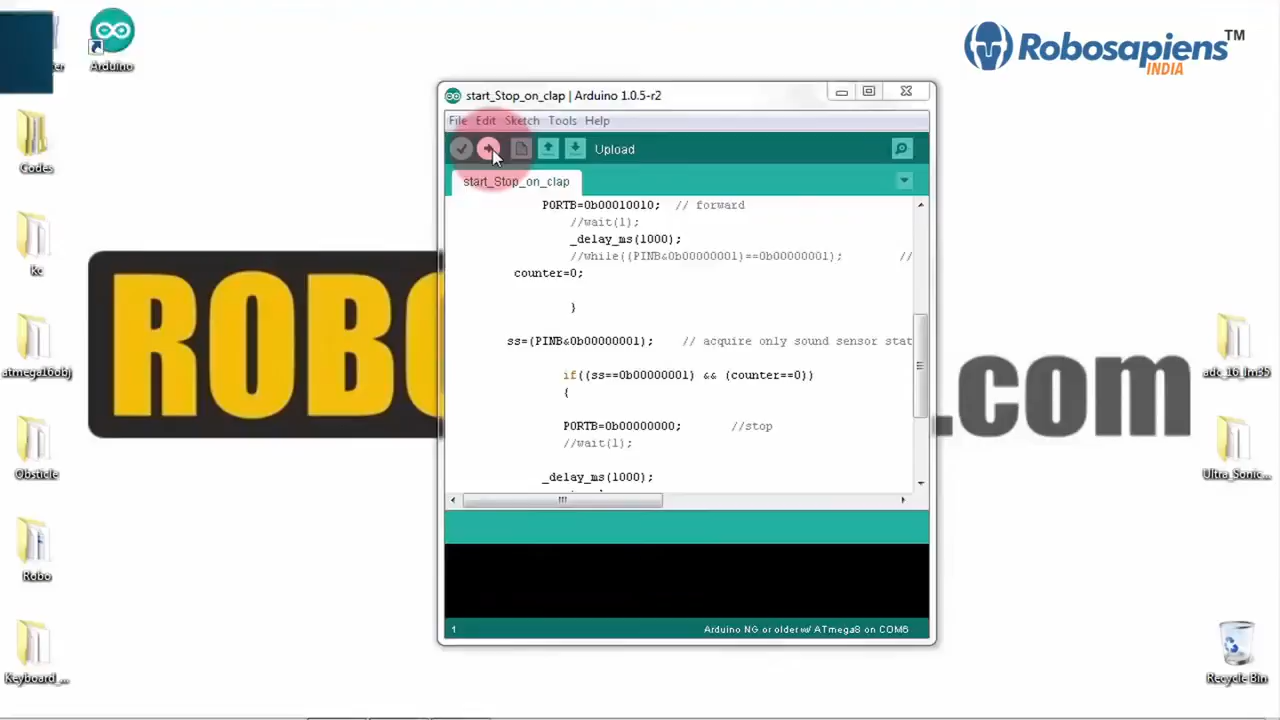 Arduino
Robosapiens™
INDIA
start_Stop_on_clap | Arduino 1.0.5-r2
File Edit Sketch Tools Help
Upload
start_Stop_on_clap
PORTB=0b00010010; // forward
//wait(1);
_delay_ms(1000);
//while((PINB&0b00000001)==0b00000001); //
counter=0;
}
ss=(PINB&0b00000001); // acquire only sound sensor stat
if((ss==0b00000001) && (counter==0))
{
PORTB=0b00000000; //stop
//wait(1);
_delay_ms(1000);
1
Arduino NG or older w/ ATmega8 on COM6
Codes
kc
atmega16obj
Obsticle
Robo
Keyboard_...
ROBO
.com
adc_16_lm35
Ultra_Sonic...
Recycle Bin